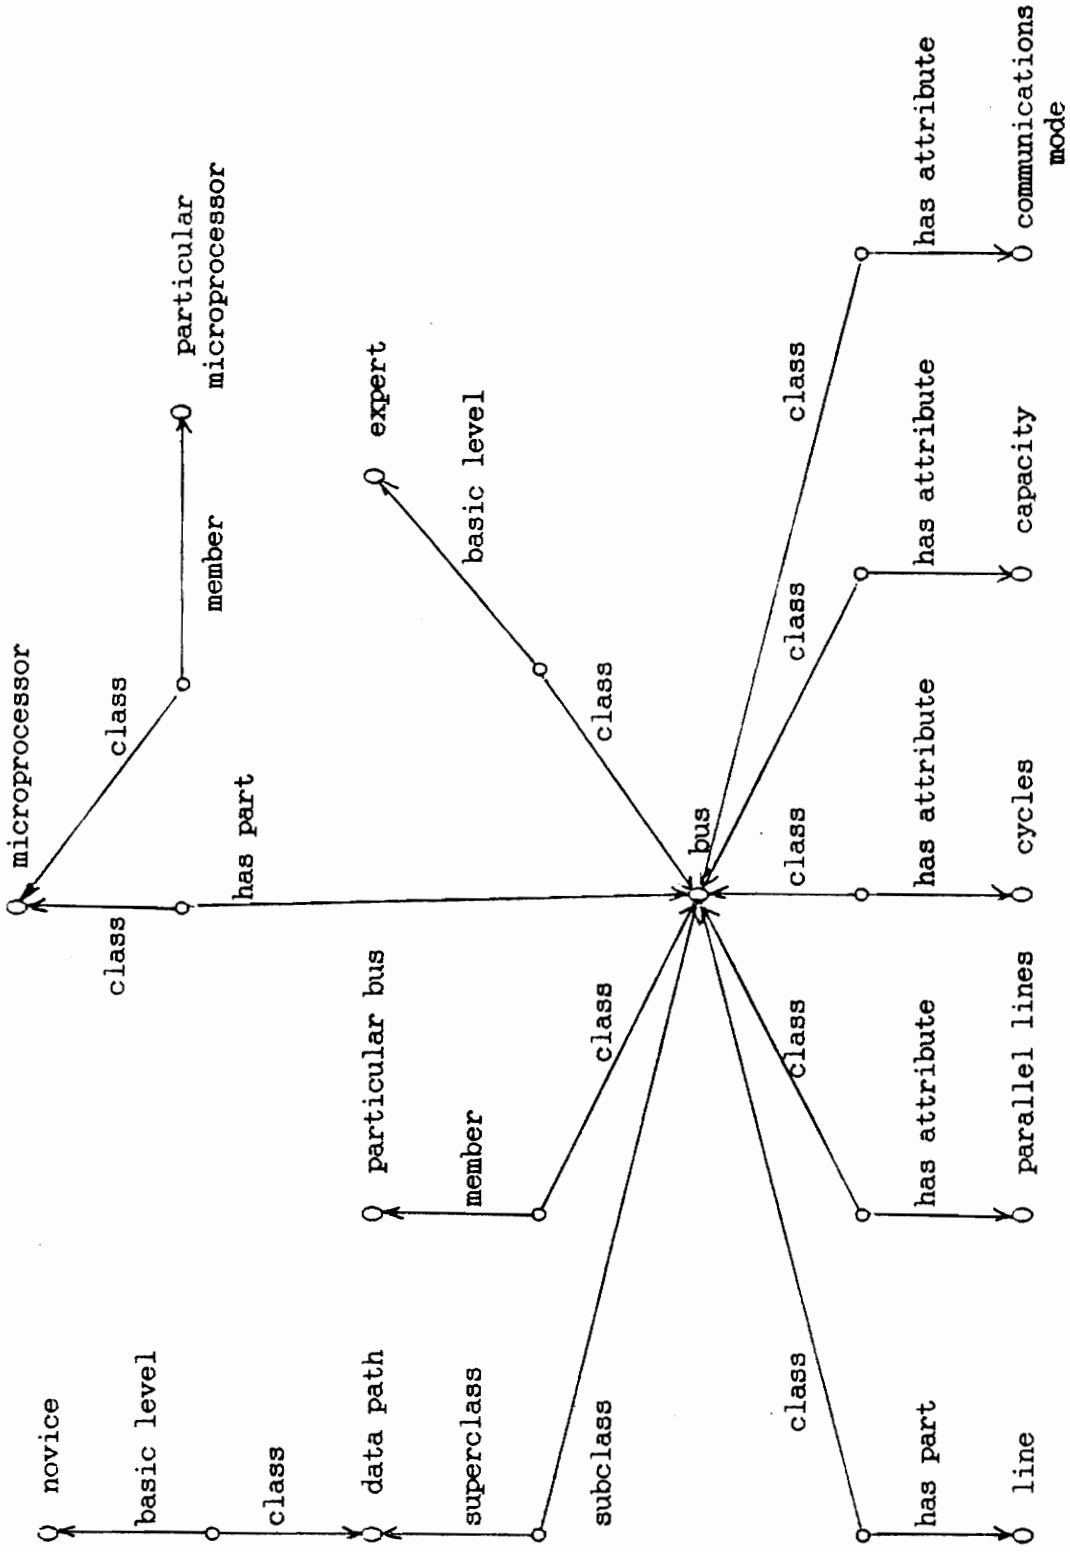 microprocessor
novice
class
class
basic level
particular
member
microprocessor
has part
class
data path
particular bus
expert
superclass
member
basic level
subclass
class
class
bus
class
class
class
class
class
has part
has attribute
has attribute
has attribute
has attribute
line
parallel lines
cycles
capacity
communications
mode